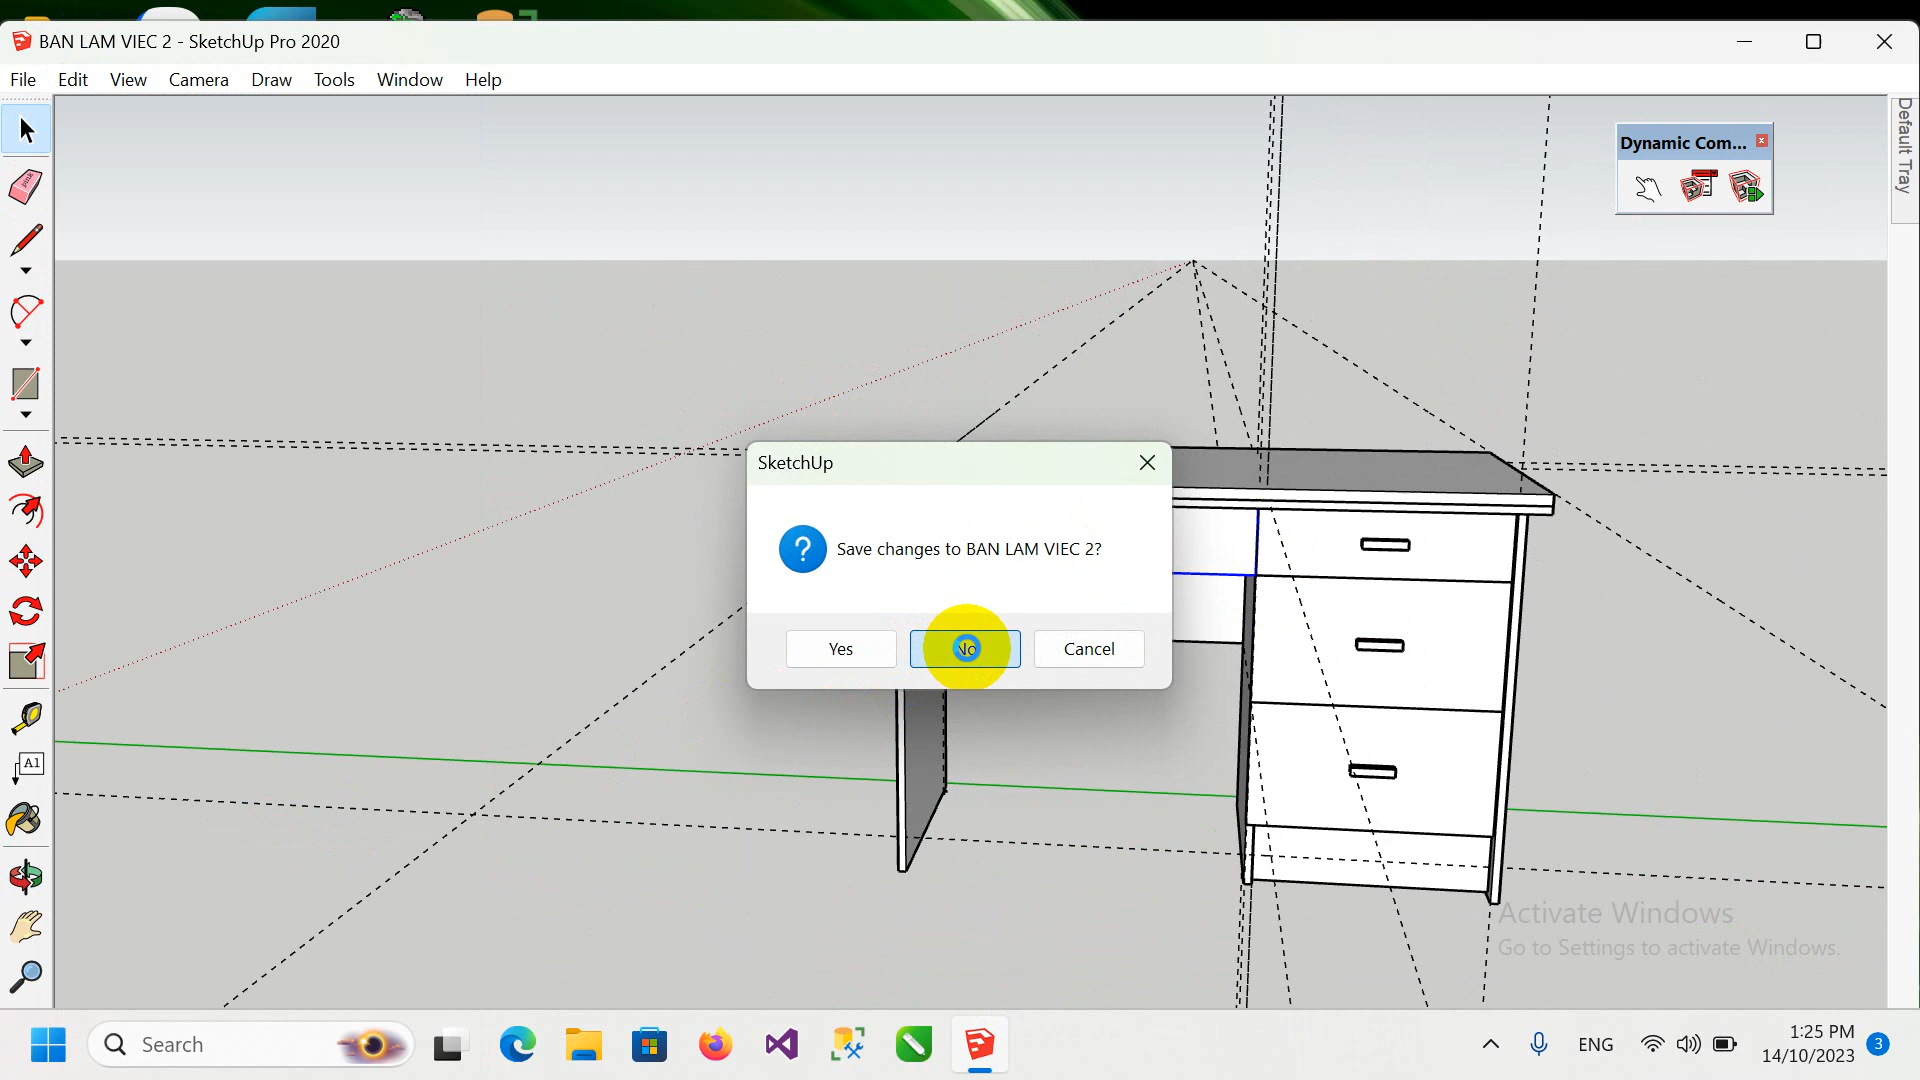 BAN LAM VIEC 2 - SketchUp Pro 2020
File Edit View Camera Draw Tools Window Help
Default Tray
Dynamic Com...
SketchUp
Save changes to BAN LAM VIEC 2?
Yes No Cancel
A1
Activate Windows
Go to Settings to activate Windows.
Search
ENG
1:25 PM
14/10/2023
3